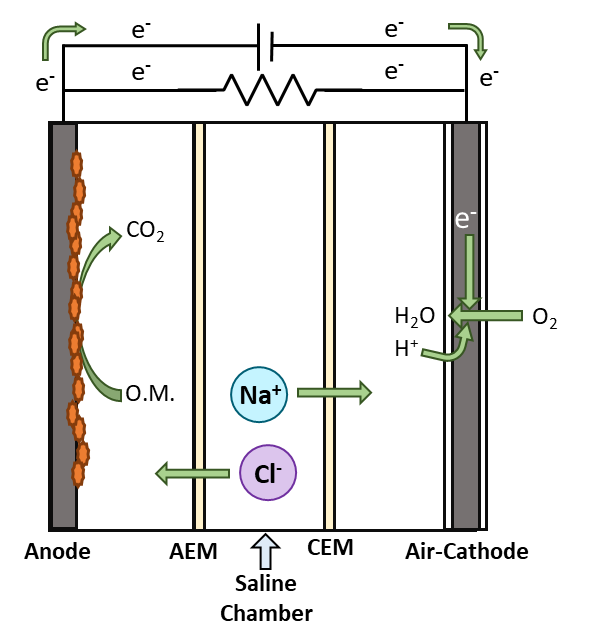 e⁻ e⁻
e⁻ e⁻ e⁻ e⁻
e⁻
CO₂
H₂O O₂
H⁺
O.M.
Na⁺
Cl⁻
Anode AEM CEM Air-Cathode
Saline
Chamber